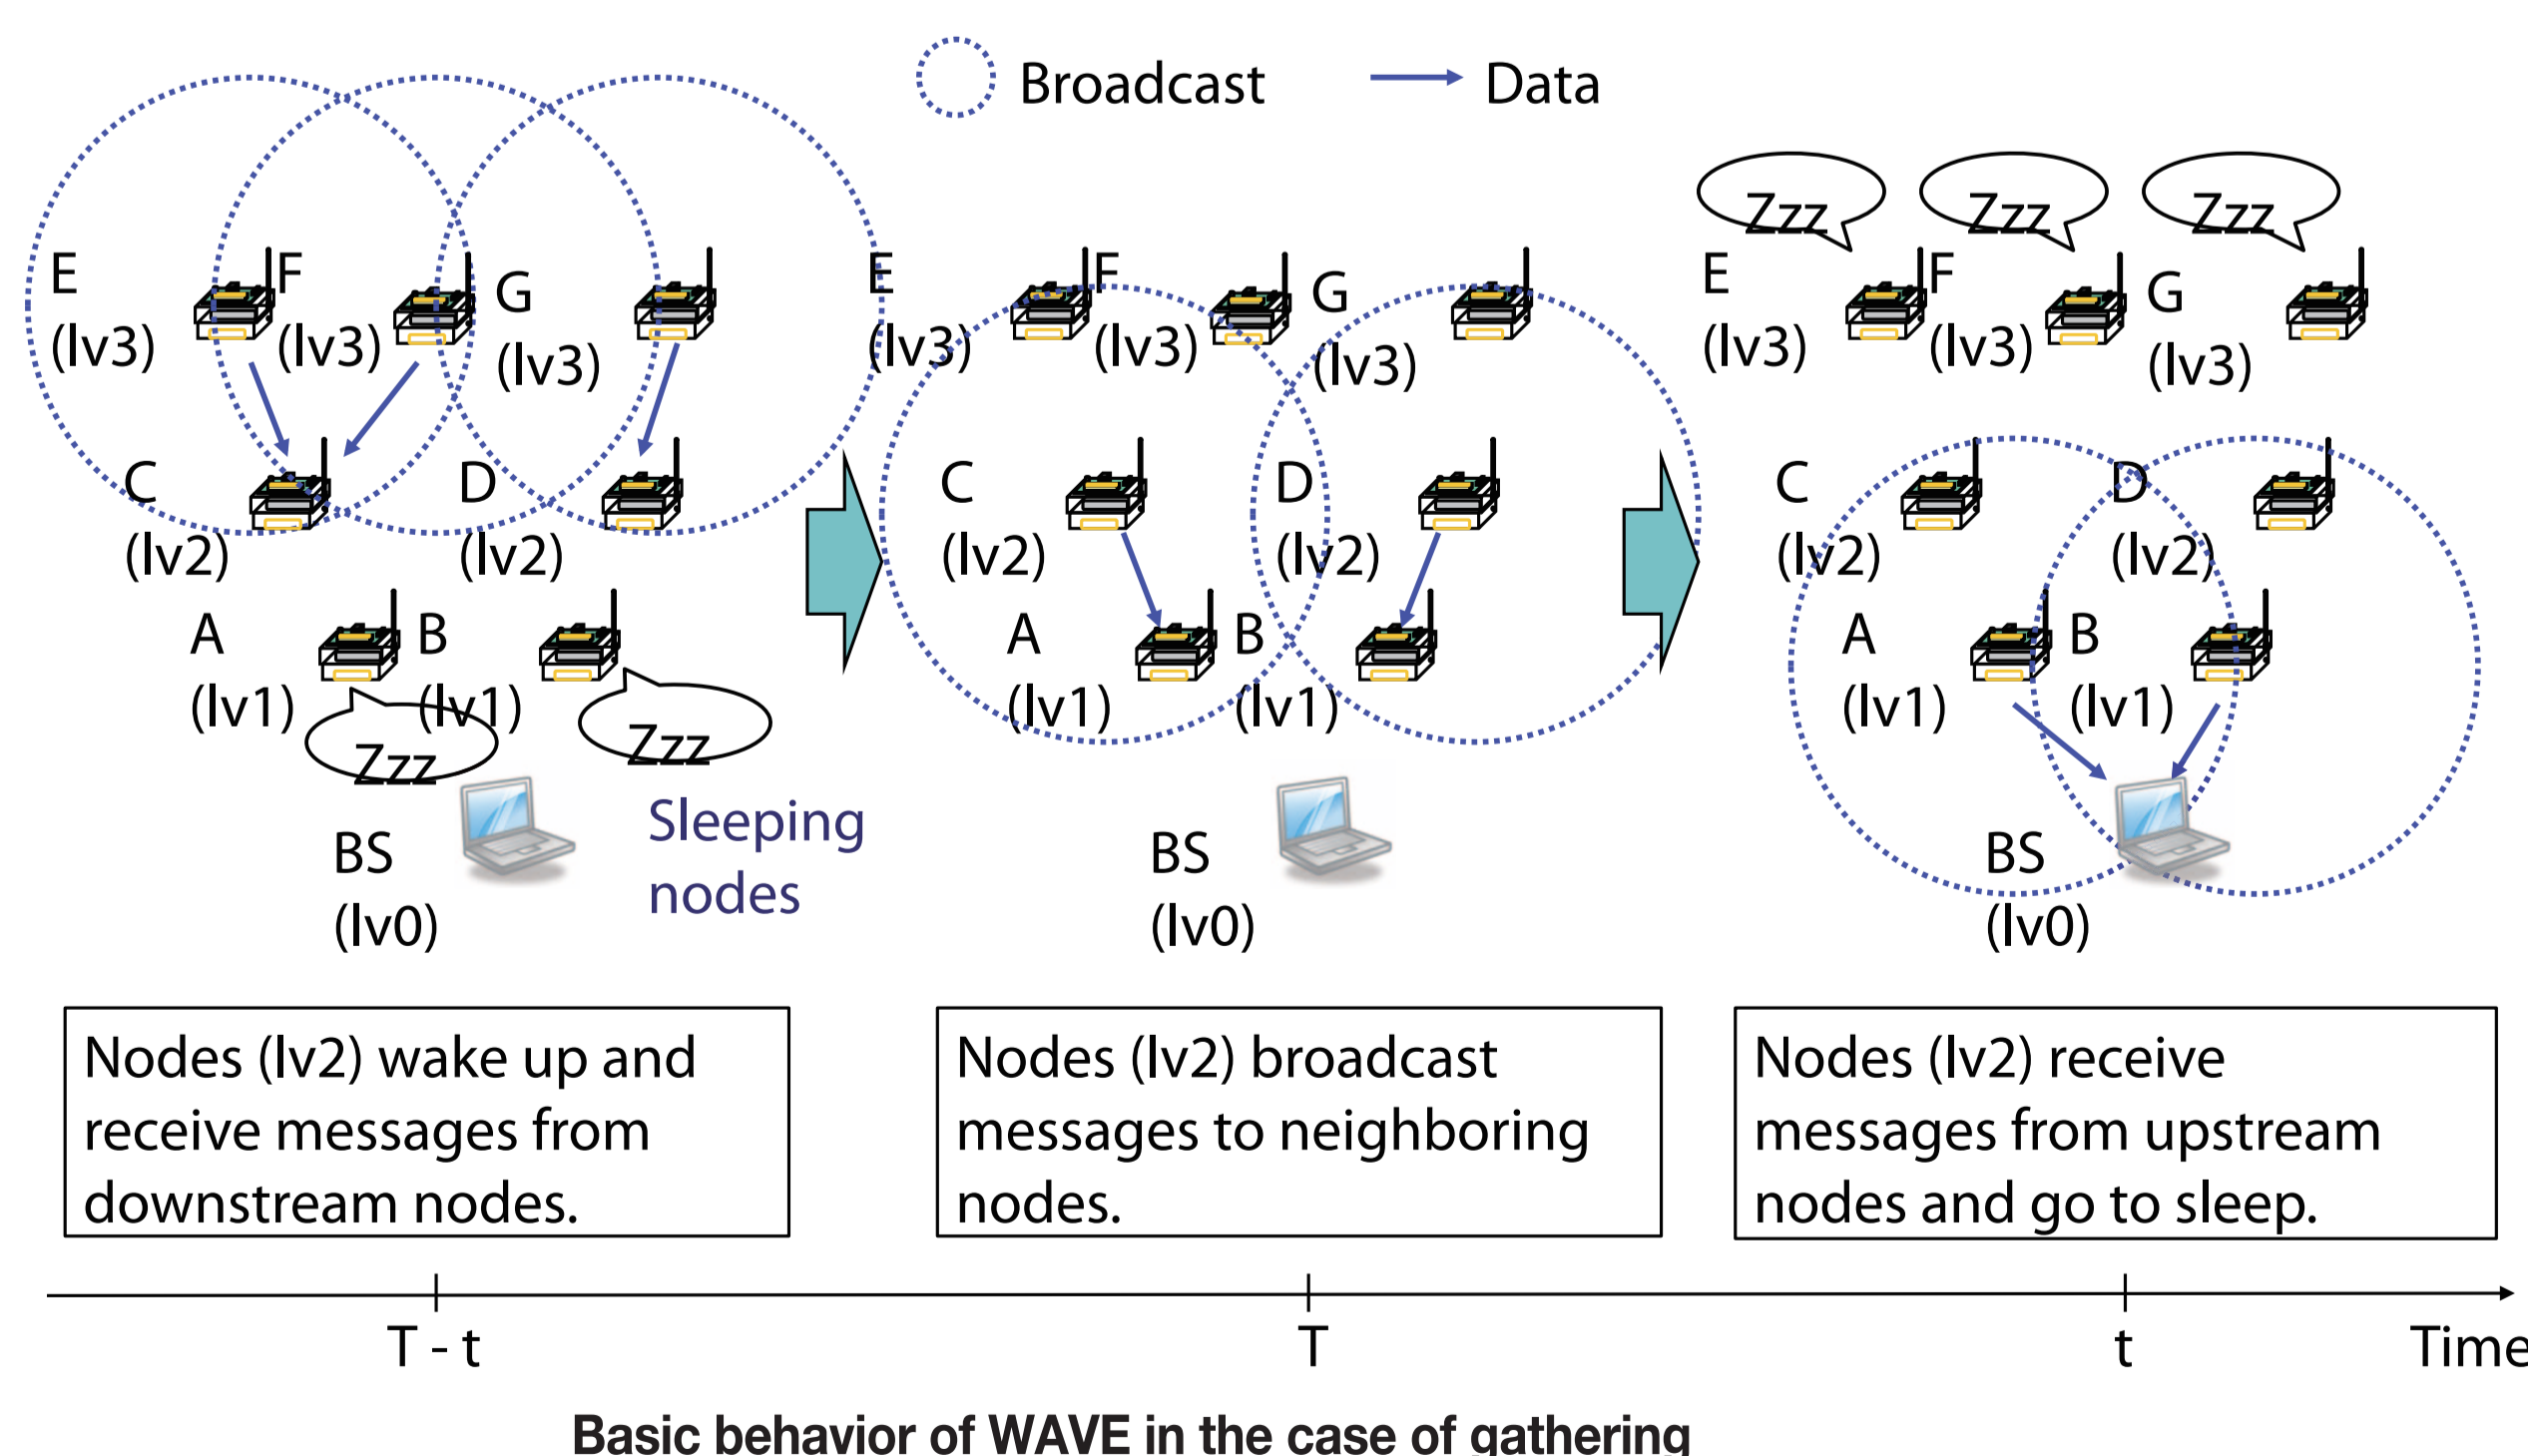 Broadcast
Data
E
(lv3)
F
(lv3)
G
(lv3)
C
(lv2)
D
(lv2)
A
(lv1)
B
(lv1)
Zzz
Zzz
BS
(lv0)
Sleeping
nodes
E
(lv3)
F
(lv3)
G
(lv3)
C
(lv2)
D
(lv2)
A
(lv1)
B
(lv1)
BS
(lv0)
Zzz
Zzz
Zzz
E
(lv3)
F
(lv3)
G
(lv3)
C
(lv2)
D
(lv2)
A
(lv1)
B
(lv1)
BS
(lv0)
Nodes (lv2) wake up and
receive messages from
downstream nodes.
Nodes (lv2) broadcast
messages to neighboring
nodes.
Nodes (lv2) receive
messages from upstream
nodes and go to sleep.
T - t
T
t
Time
Basic behavior of WAVE in the case of gathering